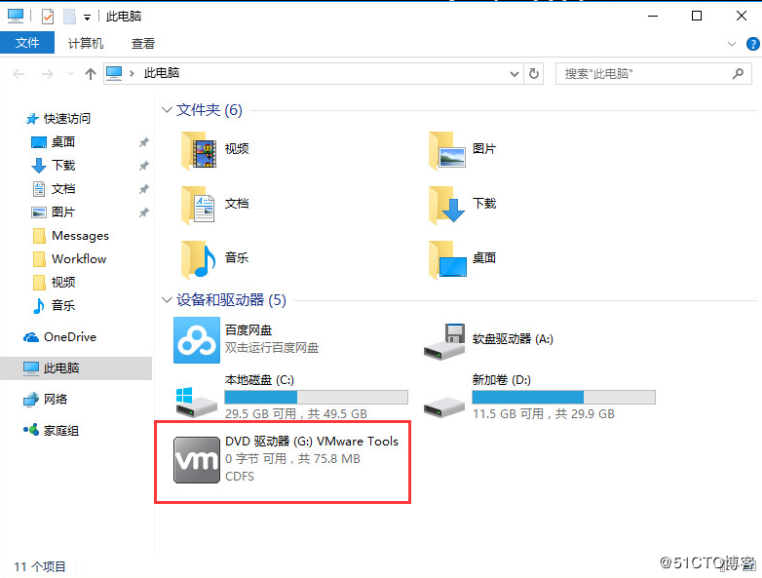 此电脑
文件 计算机 查看
此电脑 搜索"此电脑"
快速访问
桌面
下载
文档
图片
Messages
Workflow
视频
音乐
OneDrive
此电脑
网络
家庭组
文件夹 (6)
视频 图片
文档 下载
音乐 桌面
设备和驱动器 (5)
百度网盘
双击运行百度网盘
软盘驱动器 (A:)
本地磁盘 (C:)
29.5 GB 可用，共 49.5 GB
新加卷 (D:)
11.5 GB 可用，共 29.9 GB
vm
DVD 驱动器 (G:) VMware Tools
0 字节 可用，共 75.8 MB
CDFS
11 个项目
@51CTO博客